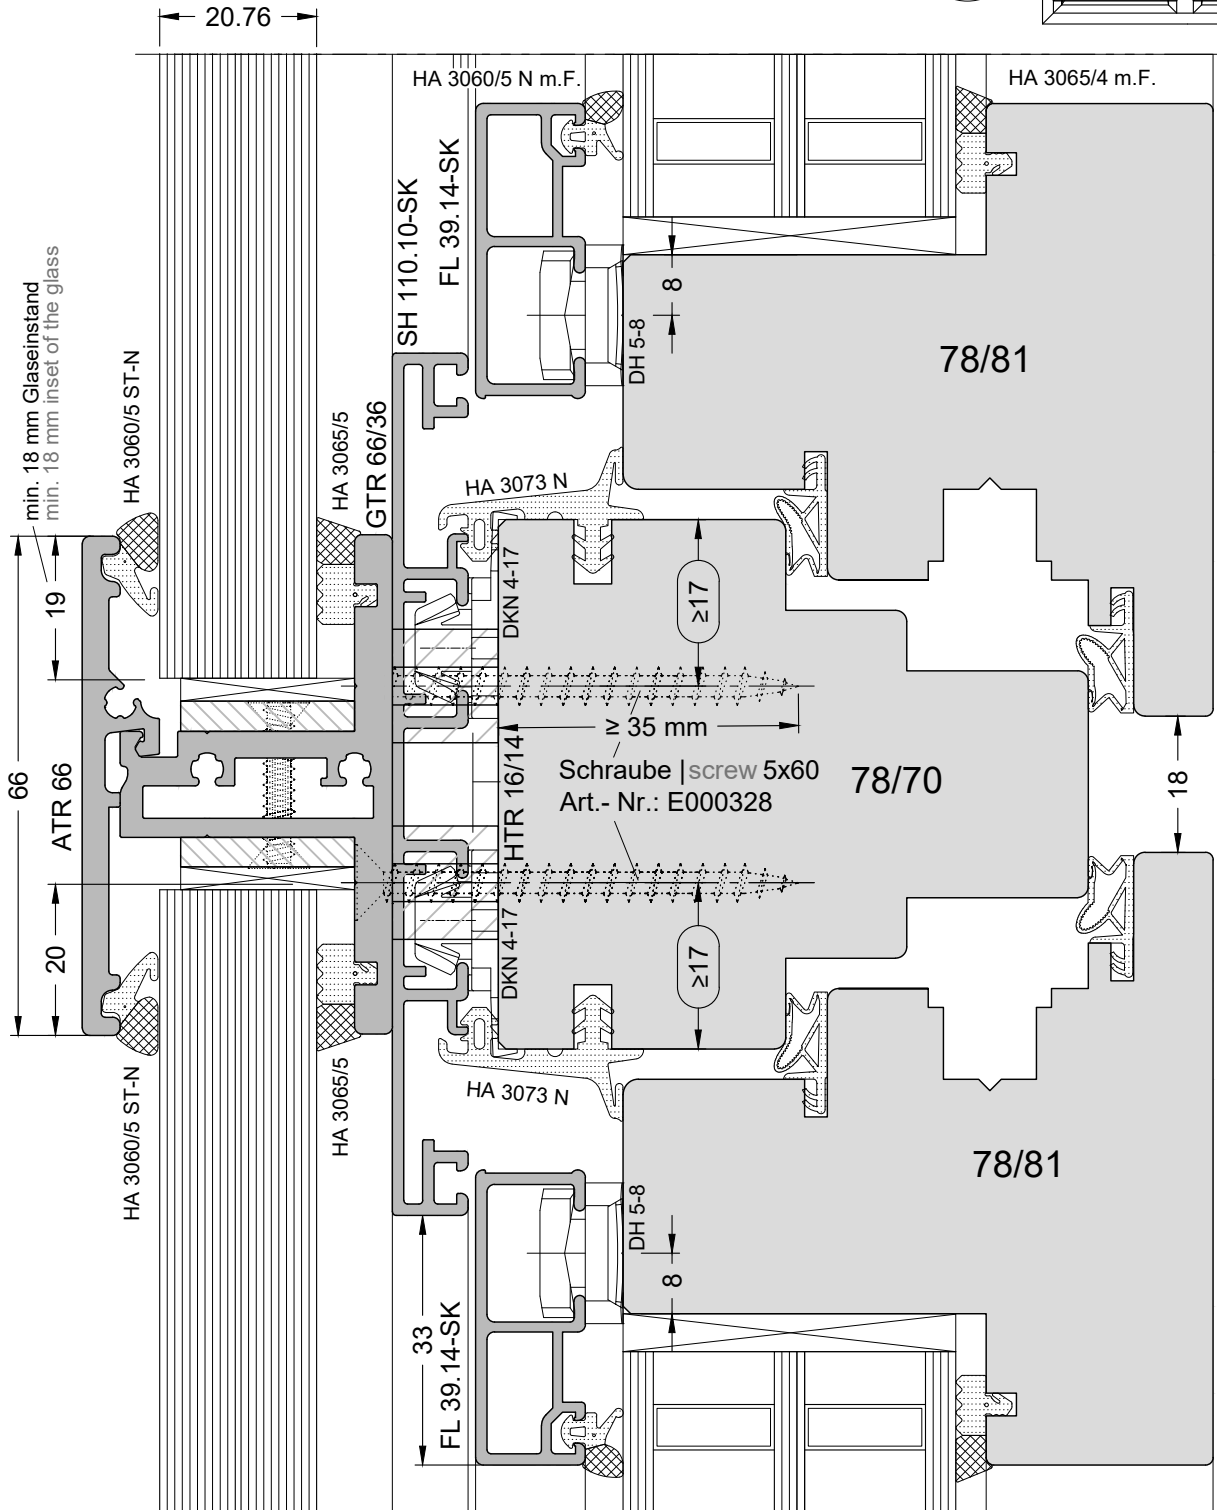 20.76
HA 3060/5 N m.F.
HA 3065/4 m.F.
SH 110.10-SK
FL 39.14-SK
min. 18 mm Glaseinstand
min. 18 mm inset of the glass
HA 3060/5 ST-N
HA 3065/5
GTR 66/36
8
DH 5-8
78/81
HA 3073 N
DKN 4-17
≥17
19
≥ 35 mm
66
ATR 66
HTR 16/14
Schraube | screw 5x60
Art.- Nr.: E000328
78/70
18
20
DKN 4-17
≥17
HA 3060/5 ST-N
HA 3065/5
HA 3073 N
78/81
DH 5-8
8
33
FL 39.14-SK